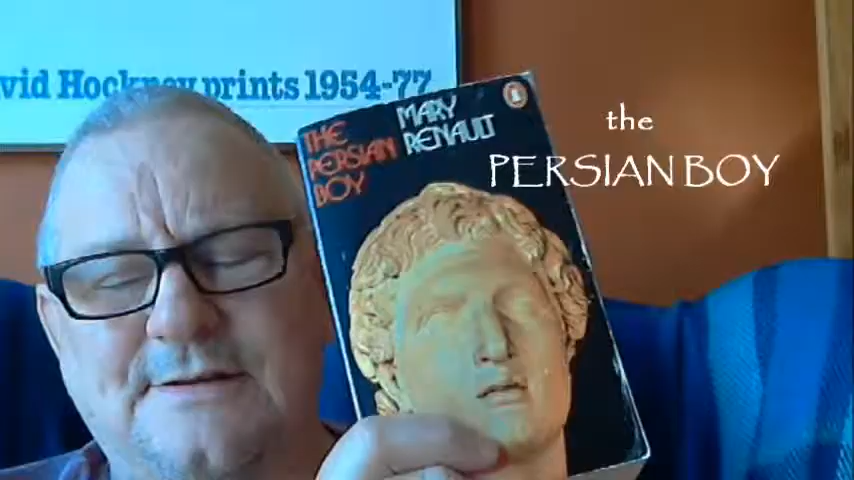 vid Hockney prints 1954-77
THE
PERSIAN
BOY
MARY
RENAULT
the
PERSIAN BOY